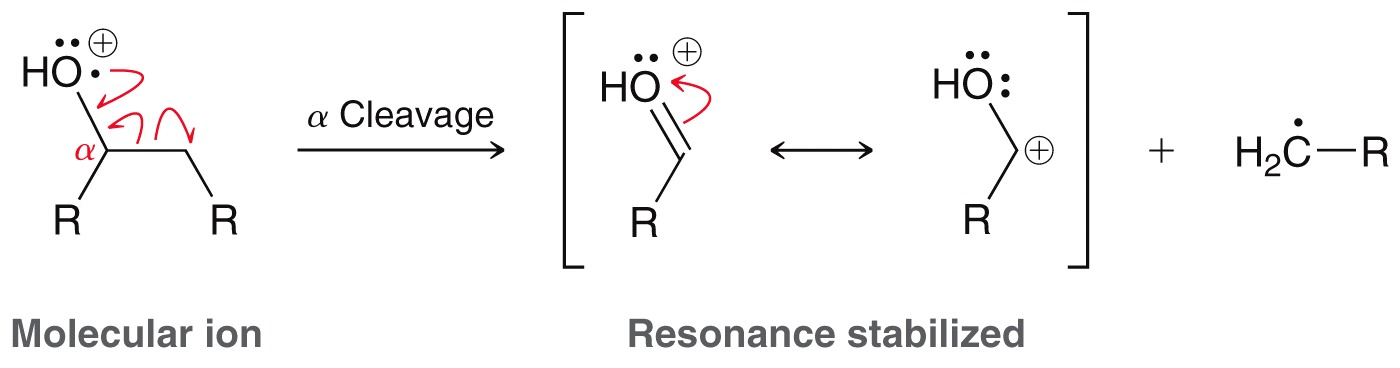 HO
α
R
R
α Cleavage
HO
R
HO
R
+
H₂C—R
Molecular ion
Resonance stabilized